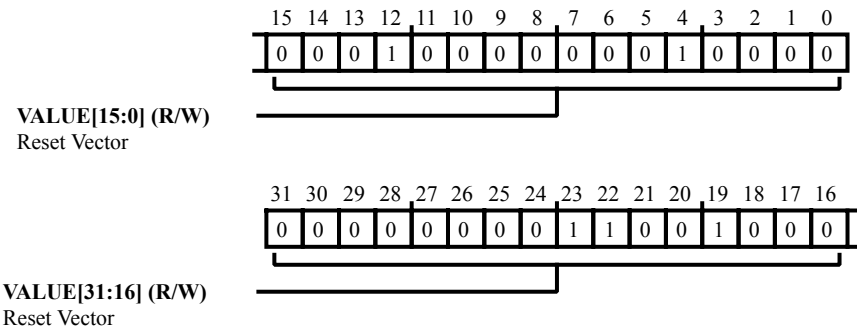 15 14 13 12 11 10 9 8 7 6 5 4 3 2 1 0
0 0 0 1 0 0 0 0 0 0 0 1 0 0 0 0
VALUE[15:0] (R/W)
Reset Vector
31 30 29 28 27 26 25 24 23 22 21 20 19 18 17 16
0 0 0 0 0 0 0 0 1 1 0 0 1 0 0 0
VALUE[31:16] (R/W)
Reset Vector